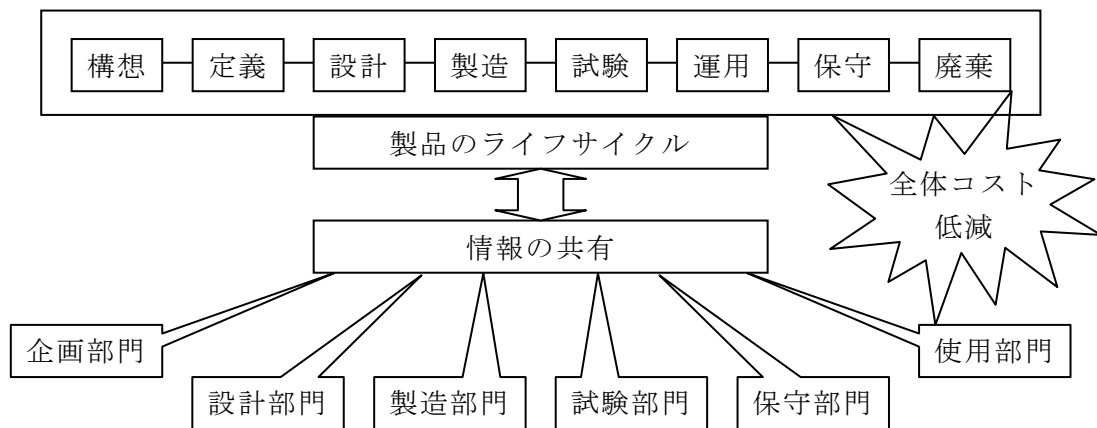 構想
定義
設計
製造
試験
運用
保守
廃棄
製品のライフサイクル
全体コスト
低減
情報の共有
企画部門
使用部門
設計部門
製造部門
試験部門
保守部門